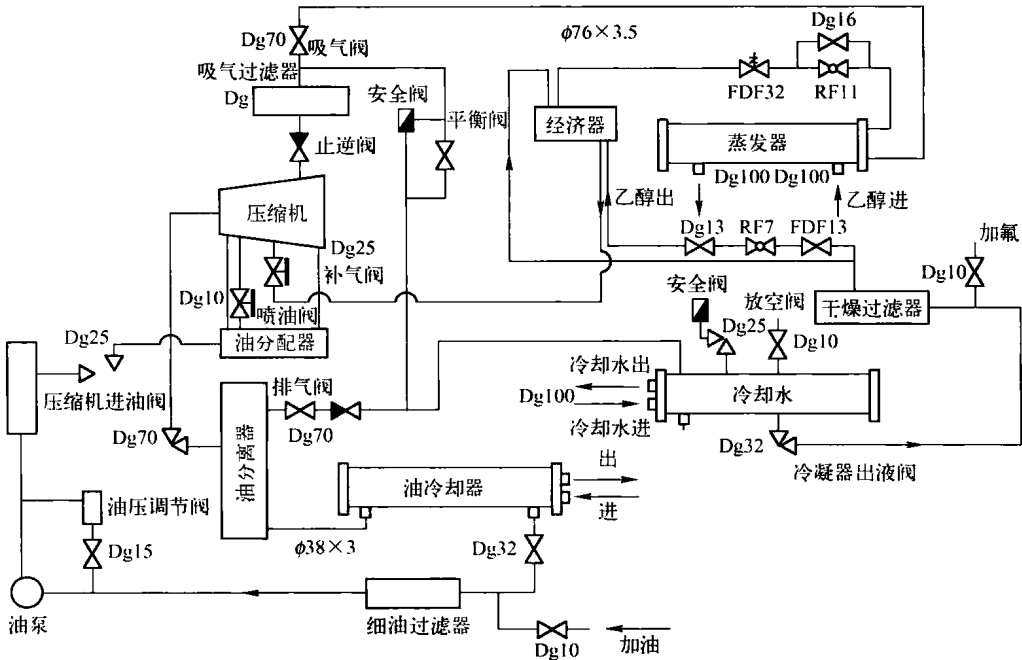 Dg70
吸气阀
吸气过滤器
Dg
止逆阀
压缩机
Dg25
补气阀
Dg10
喷油阀
油分配器
Dg25
压缩机进油阀
Dg70
油分离器
排气阀
Dg70
安全阀
平衡阀
φ76×3.5
Dg16
FDF32
RF11
经济器
蒸发器
Dg100 Dg100
乙醇出
乙醇进
Dg13
RF7
FDF13
加氟
Dg10
干燥过滤器
安全阀
放空阀
Dg25
Dg10
冷却水出
Dg100
冷却水进
冷却水
Dg32
冷凝器出液阀
油冷却器
出
进
φ38×3
Dg32
油压调节阀
Dg15
油泵
细油过滤器
Dg10
加油